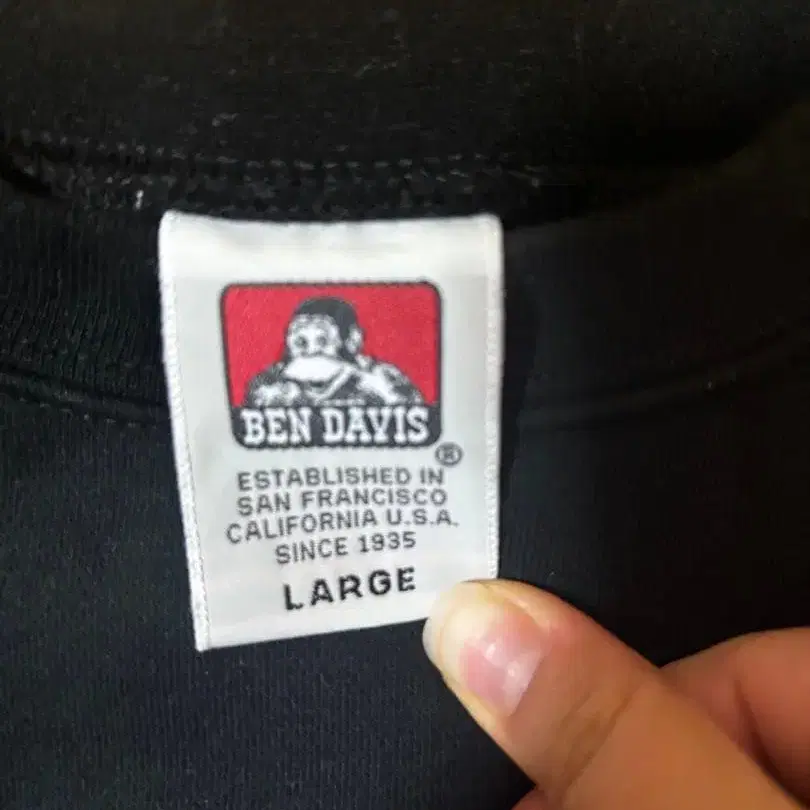 BEN DAVIS
®
ESTABLISHED IN
SAN FRANCISCO
CALIFORNIA U.S.A.
SINCE 1935
LARGE